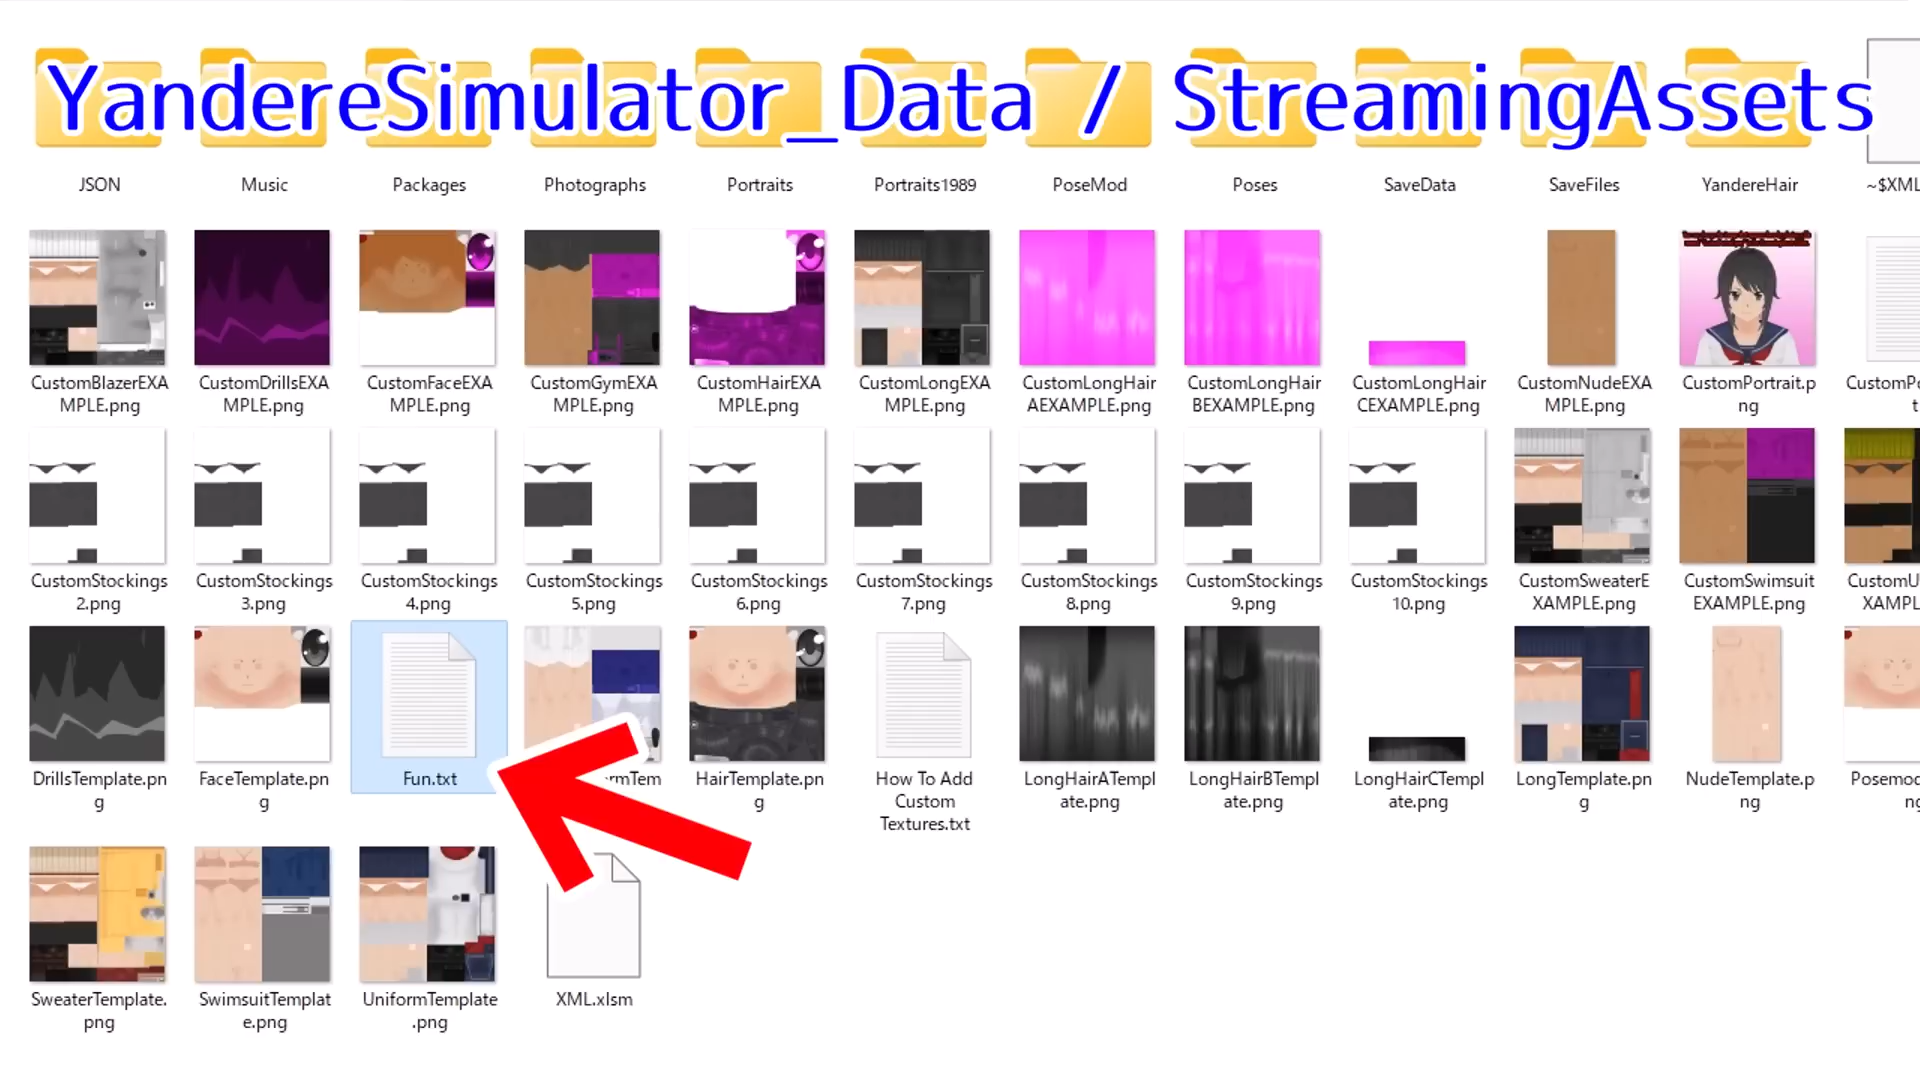 YandereSimulator_Data / StreamingAssets
JSON
Music
Packages
Photographs
Portraits
Portraits1989
PoseMod
Poses
SaveData
SaveFiles
YandereHair
~$XML
CustomBlazerEXA
MPLE.png
CustomDrillsEXA
MPLE.png
CustomFaceEXA
MPLE.png
CustomGymEXA
MPLE.png
CustomHairEXA
MPLE.png
CustomLongEXA
MPLE.png
CustomLongHair
AEXAMPLE.png
CustomLongHair
BEXAMPLE.png
CustomLongHair
CEXAMPLE.png
CustomNudeEXA
MPLE.png
CustomPortrait.p
ng
CustomPo
t
CustomStockings
2.png
CustomStockings
3.png
CustomStockings
4.png
CustomStockings
5.png
CustomStockings
6.png
CustomStockings
7.png
CustomStockings
8.png
CustomStockings
9.png
CustomStockings
10.png
CustomSweaterE
XAMPLE.png
CustomSwimsuit
EXAMPLE.png
CustomU
XAMPL
DrillsTemplate.pn
g
FaceTemplate.pn
g
Fun.txt
ormTem
HairTemplate.pn
g
How To Add
Custom
Textures.txt
LongHairATempl
ate.png
LongHairBTempl
ate.png
LongHairCTempl
ate.png
LongTemplate.pn
g
NudeTemplate.p
ng
Posemod
ng
SweaterTemplate.
png
SwimsuitTemplat
e.png
UniformTemplate
.png
XML.xlsm